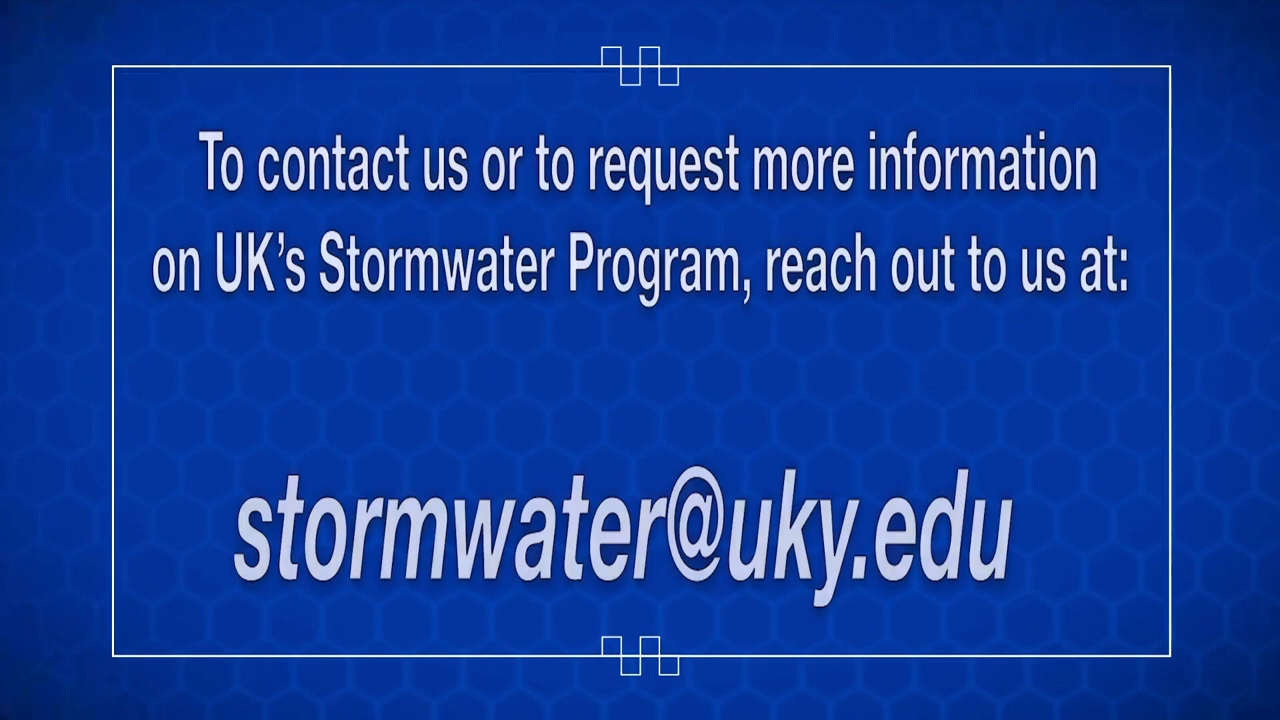 To contact us or to request more information
on UK’s Stormwater Program, reach out to us at:
stormwater@uky.edu